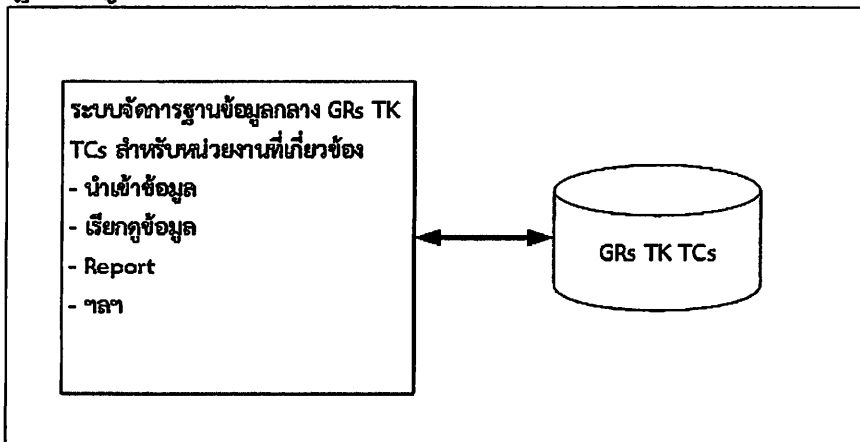 ระบบจัดการฐานข้อมูลกลาง GRs TK
TCs สำหรับหน่วยงานที่เกี่ยวข้อง
- นำเข้าข้อมูล
- เรียกดูข้อมูล
- Report
- ฯลฯ
GRs TK TCs